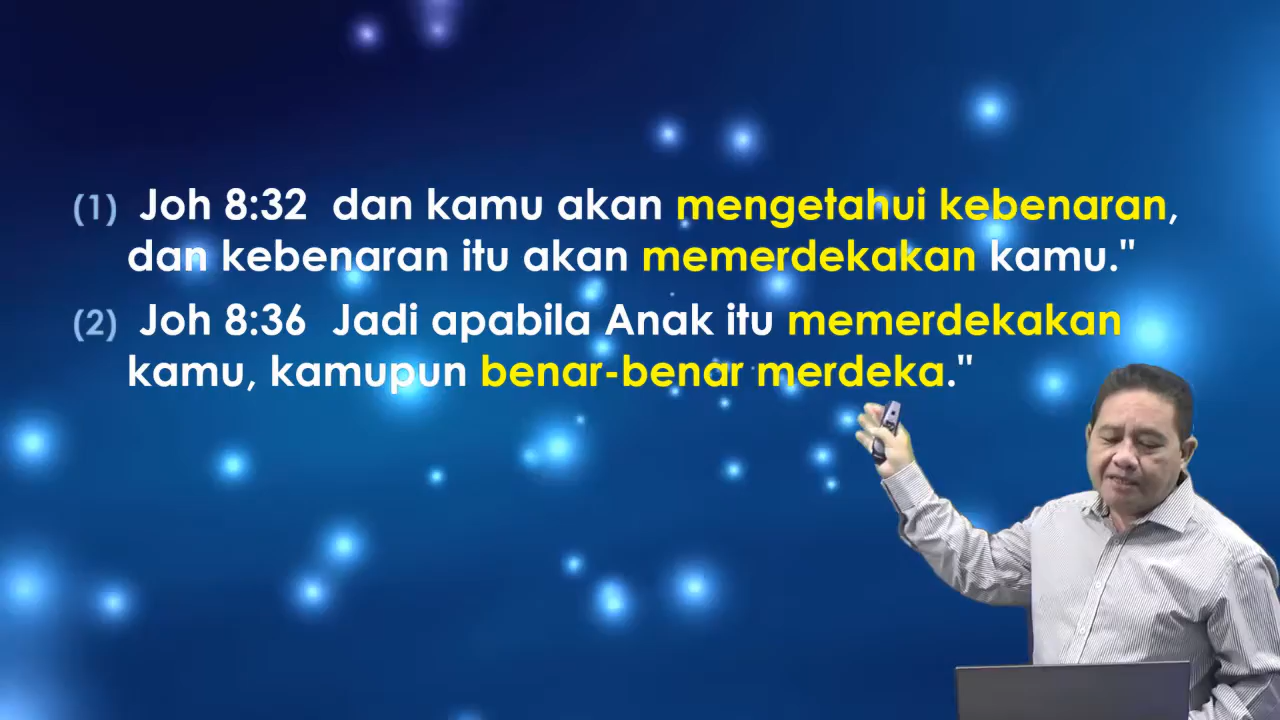 (1) Joh 8:32 dan kamu akan mengetahui kebenaran,
dan kebenaran itu akan memerdekakan kamu."
(2) Joh 8:36 Jadi apabila Anak itu memerdekakan
kamu, kamupun benar-benar merdeka."